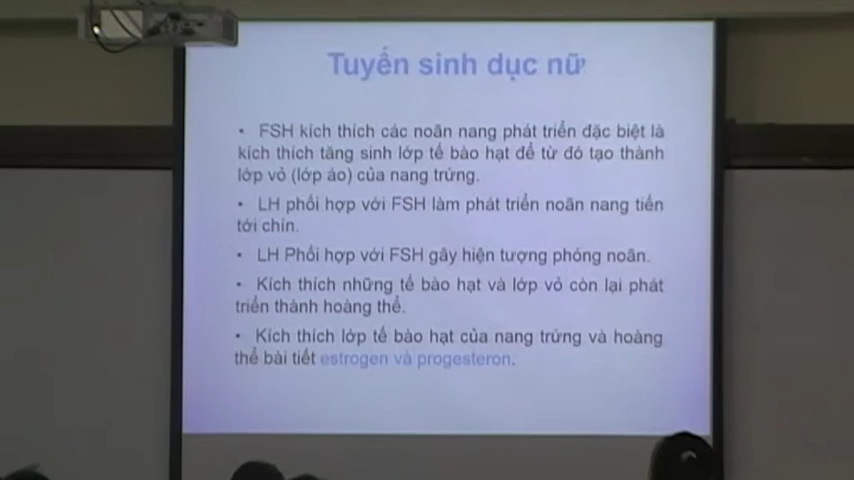 Tuyến sinh dục nữ
• FSH kích thích các noãn nang phát triển đặc biệt là
kích thích tăng sinh lớp tế bào hạt để từ đó tạo thành
lớp vỏ (lớp áo) của nang trứng.
• LH phối hợp với FSH làm phát triển noãn nang tiến
tới chín.
• LH Phối hợp với FSH gây hiện tượng phóng noãn.
• Kích thích những tế bào hạt và lớp vỏ còn lại phát
triển thành hoàng thể.
• Kích thích lớp tế bào hạt của nang trứng và hoàng
thể bài tiết estrogen và progesteron.